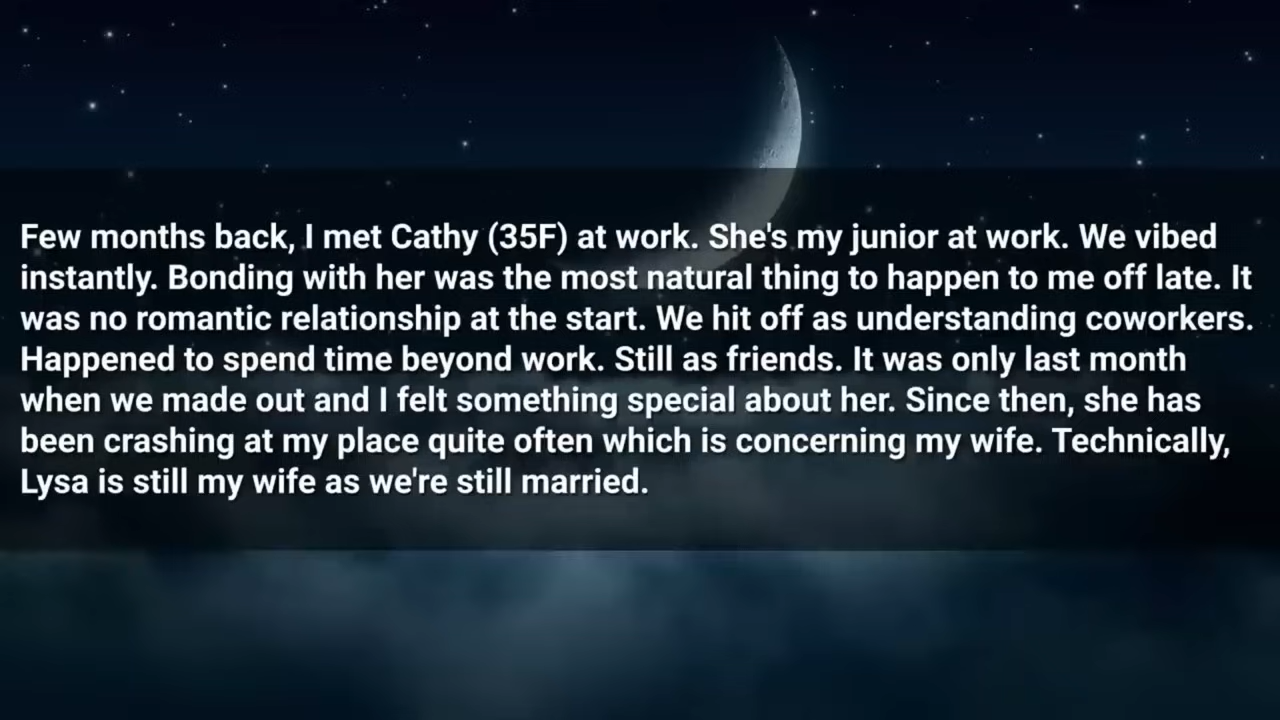 Few months back, I met Cathy (35F) at work. She's my junior at work. We vibed
instantly. Bonding with her was the most natural thing to happen to me off late. It
was no romantic relationship at the start. We hit off as understanding coworkers.
Happened to spend time beyond work. Still as friends. It was only last month
when we made out and I felt something special about her. Since then, she has
been crashing at my place quite often which is concerning my wife. Technically,
Lysa is still my wife as we're still married.